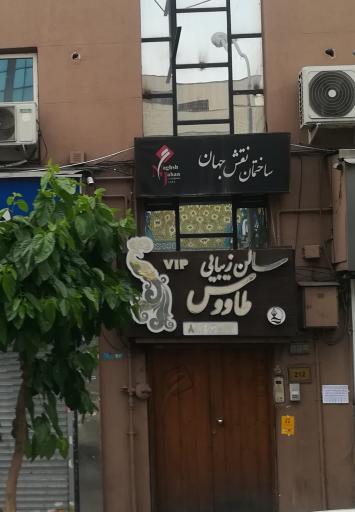 ساختمان نقش جهان
Naghsh
Jahan
سالن زیبایی VIP
طاووس
212